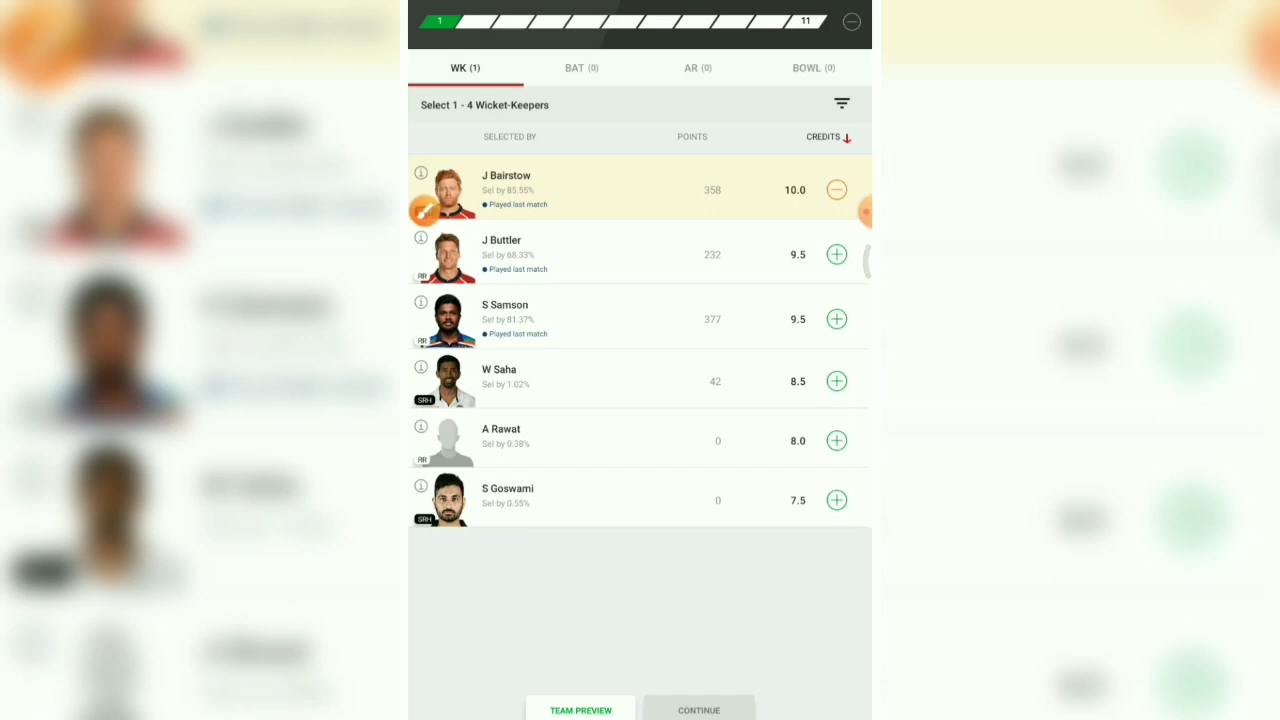 1 11
WK (1) BAT (0) AR (0) BOWL (0)
Select 1 - 4 Wicket-Keepers
SELECTED BY POINTS CREDITS
J Bairstow
Sel by 85.55% 358 10.0
Played last match
J Buttler
Sel by 68.33% 232 9.5
Played last match
RR
S Samson
Sel by 81.37% 377 9.5
Played last match
RR
W Saha
Sel by 1.02% 42 8.5
SRH
A Rawat
Sel by 0.38% 0 8.0
RR
S Goswami
Sel by 0.55% 0 7.5
SRH
TEAM PREVIEW CONTINUE